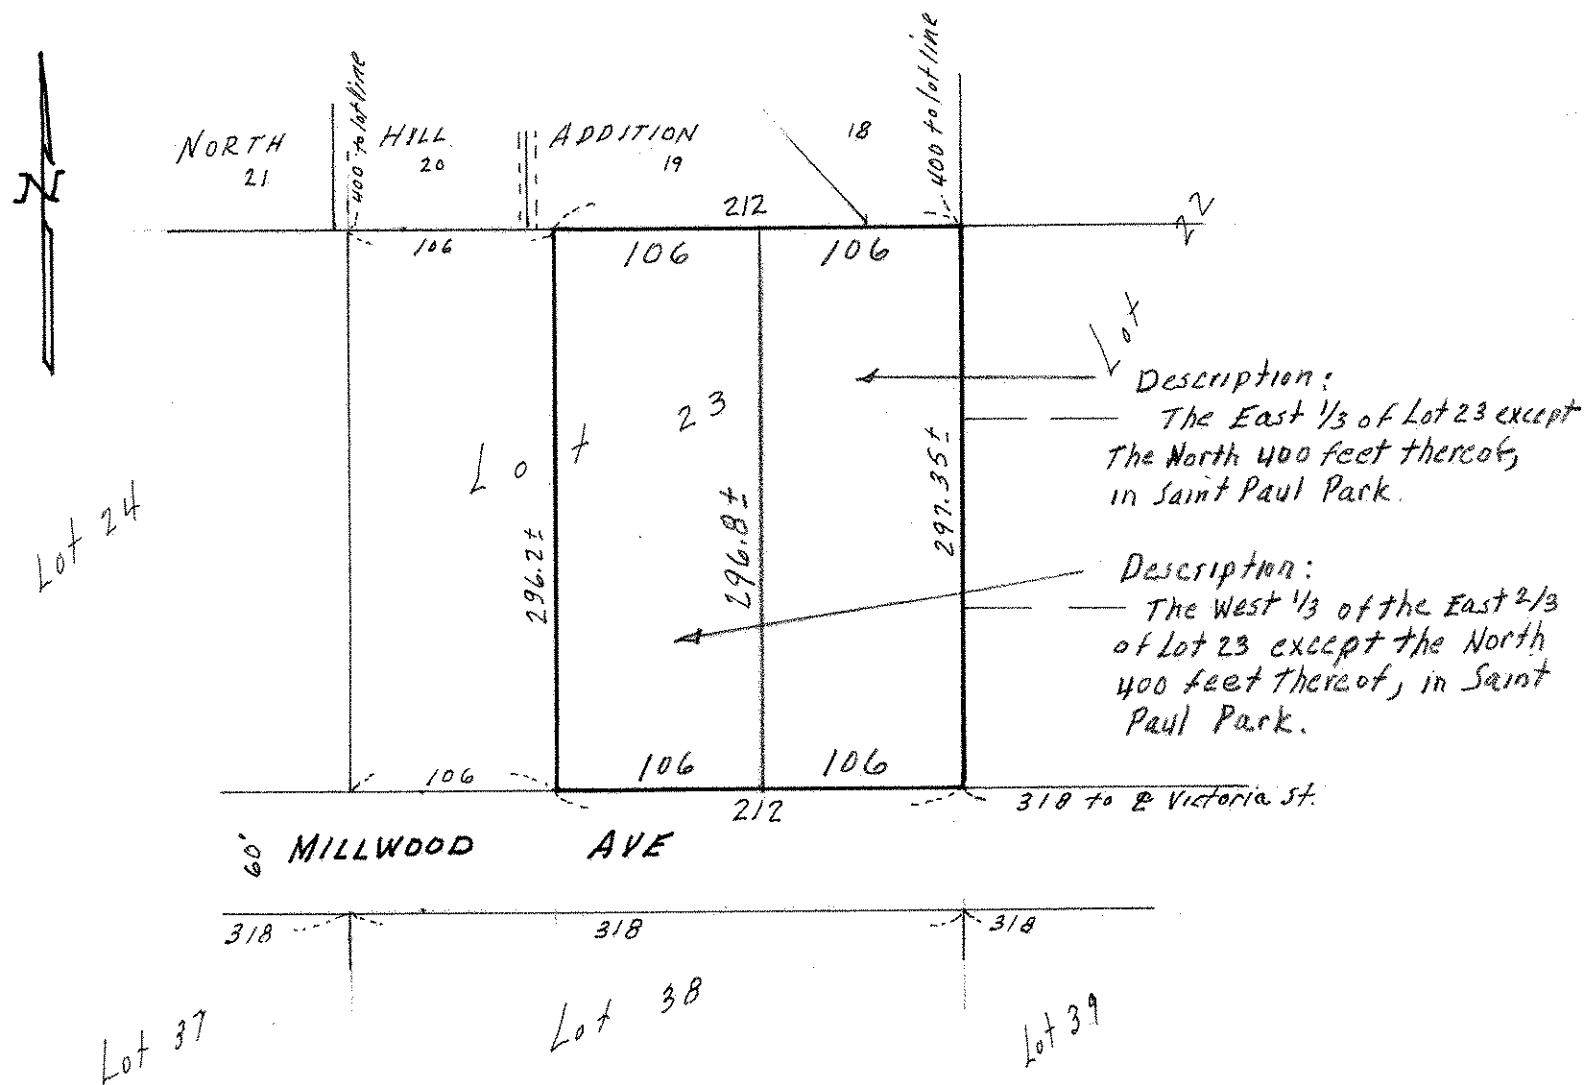 400 to lot line
400 to lot line
NORTH HILL ADDITION
21 20 19 18
N
212
22
106 106 106
Lot
Description:
The East 1/3 of Lot 23 except
The North 400 feet thereof,
in Saint Paul Park.
Lot 23
296.2±
296.8±
297.35±
Lot 24
Description:
The West 1/3 of the East 2/3
of Lot 23 except the North
400 feet thereof, in Saint
Paul Park.
106 106 106
212
318 to ℄ Victoria St.
60' MILLWOOD AVE
318 318 318
Lot 37
Lot 38
Lot 39